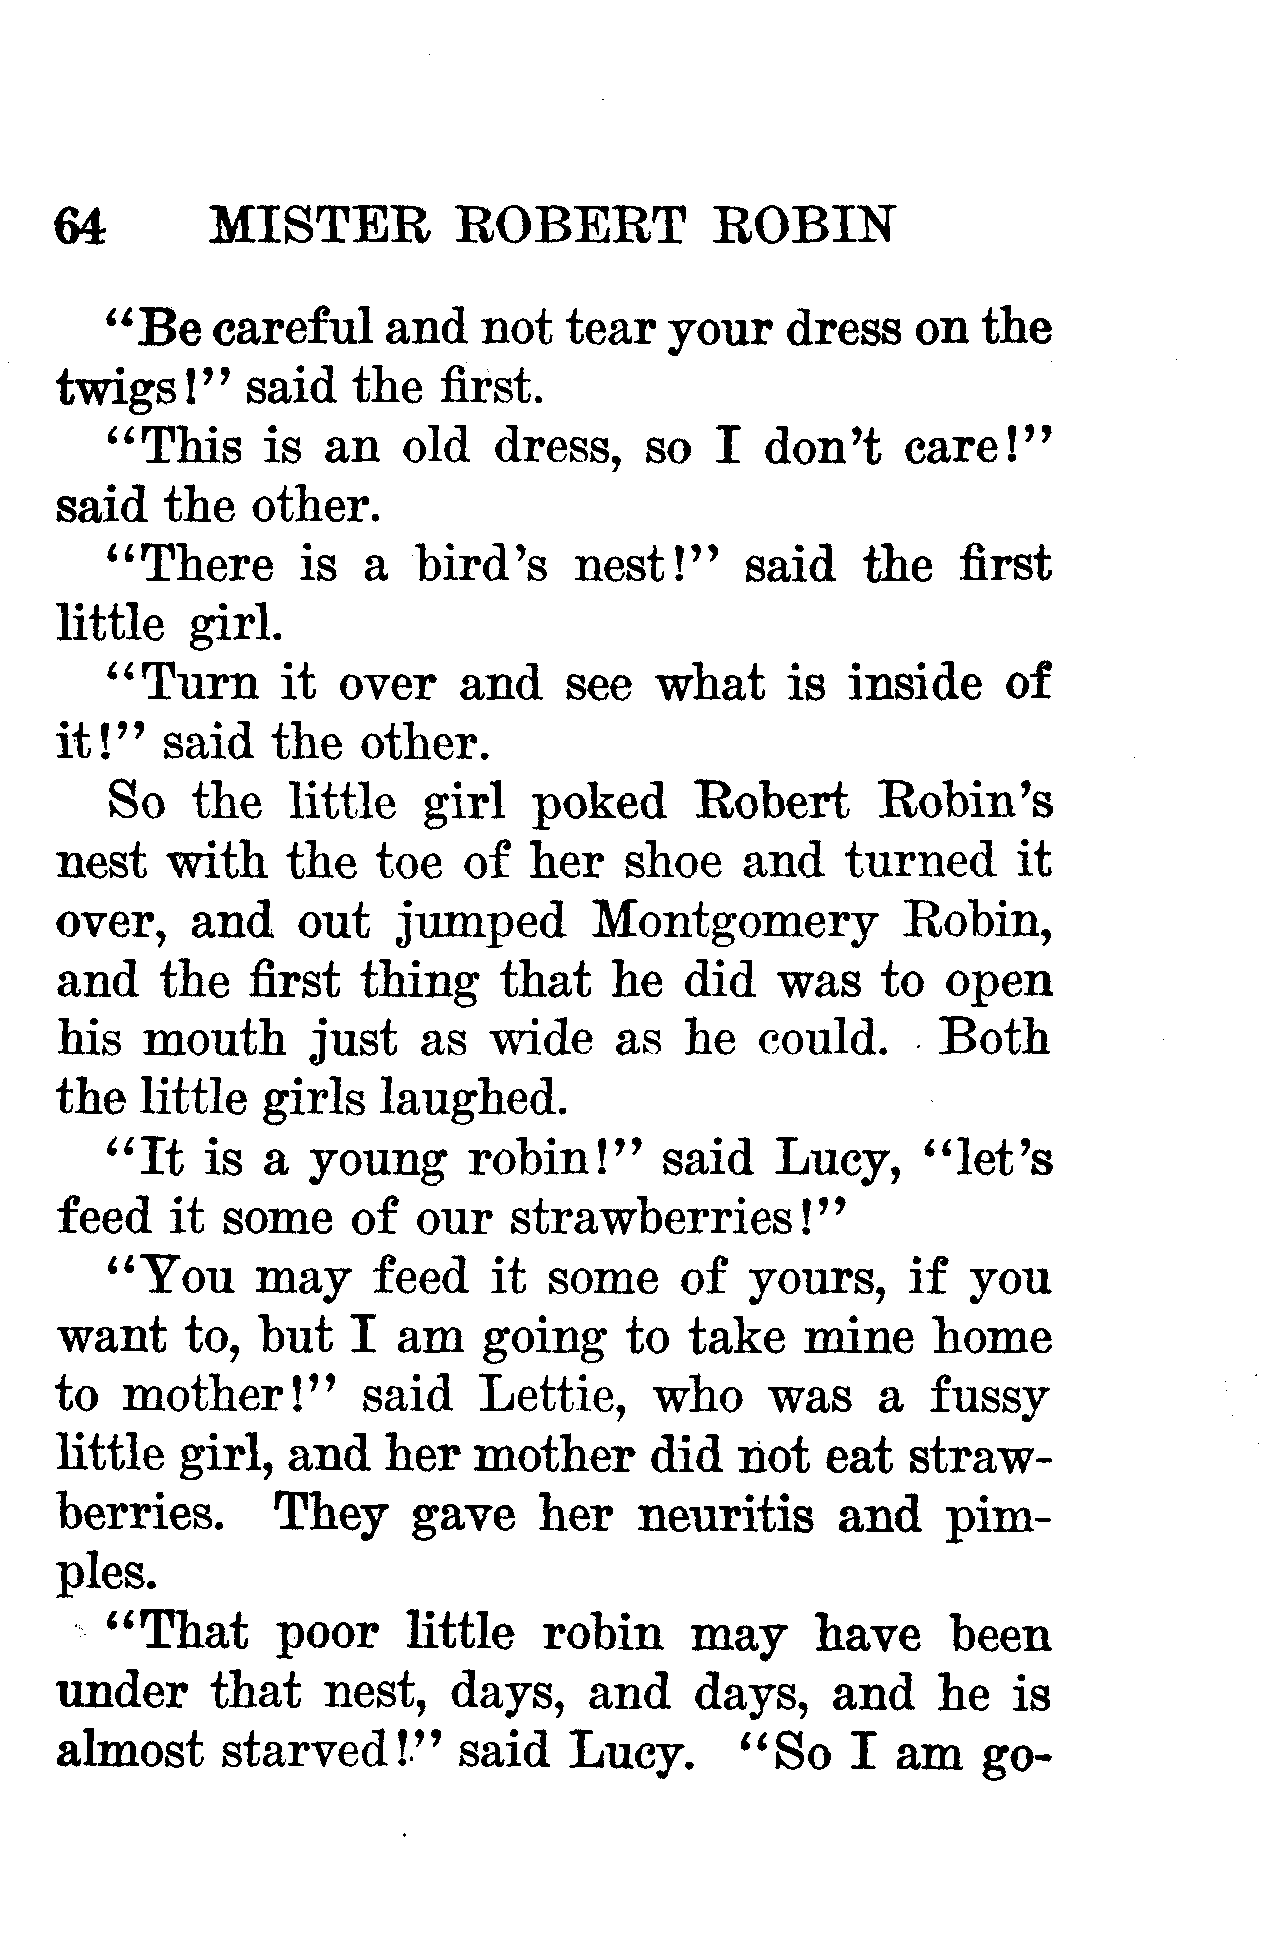 64 MISTER ROBERT ROBIN
"Be careful and not tear your dress on the
twigs!" said the first.
"This is an old dress, so I don't care!"
said the other.
"There is a bird's nest!" said the first
little girl.
"Turn it over and see what is inside of
it!" said the other.
So the little girl poked Robert Robin's
nest with the toe of her shoe and turned it
over, and out jumped Montgomery Robin,
and the first thing that he did was to open
his mouth just as wide as he could. Both
the little girls laughed.
"It is a young robin!" said Lucy, "let's
feed it some of our strawberries!"
"You may feed it some of yours, if you
want to, but I am going to take mine home
to mother!" said Lettie, who was a fussy
little girl, and her mother did not eat straw-
berries. They gave her neuritis and pim-
ples.
"That poor little robin may have been
under that nest, days, and days, and he is
almost starved!" said Lucy. "So I am go-